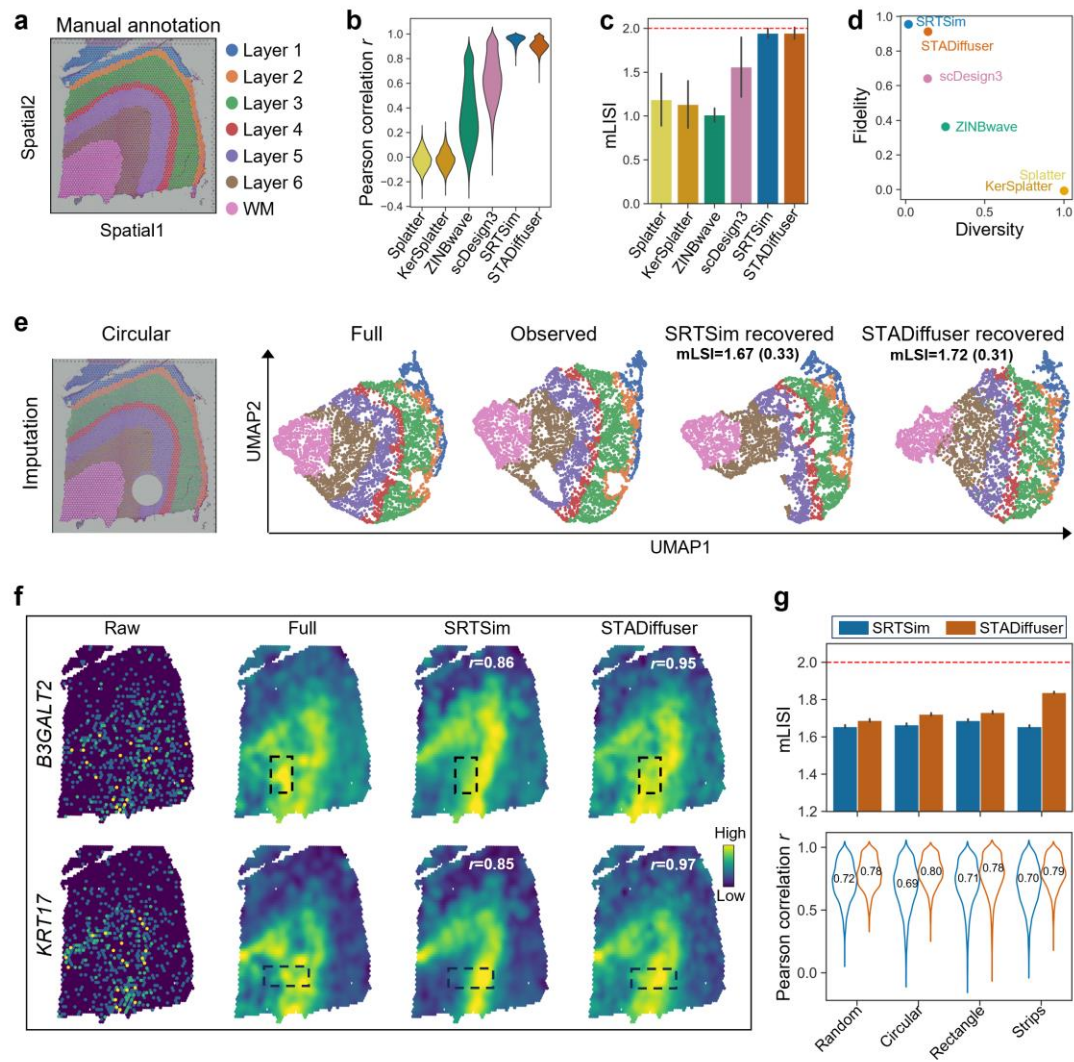 a
Manual annotation
Spatial2
Spatial1
Layer 1
Layer 2
Layer 3
Layer 4
Layer 5
Layer 6
WM
b
Pearson correlation r
1.0
0.8
0.6
0.4
0.2
0.0
−0.2
−0.4
Splatter
KerSplatter
ZINBwave
scDesign3
SRTSim
STADiffuser
c
mLISI
2.0
1.5
1.0
0.5
0.0
Splatter
KerSplatter
ZINBwave
scDesign3
SRTSim
STADiffuser
d
Fidelity
1.0
0.8
0.6
0.4
0.2
0.0
SRTSim
STADiffuser
scDesign3
ZINBwave
Splatter
KerSplatter
0.0 0.5 1.0
Diversity
e
Circular
Imputation
Full
Observed
SRTSim recovered
mLSI=1.67 (0.33)
STADiffuser recovered
mLSI=1.72 (0.31)
UMAP2
UMAP1
f
Raw Full SRTSim STADiffuser
B3GALT2
r=0.86
r=0.95
KRT17
r=0.85
r=0.97
High
Low
g
SRTSim STADiffuser
mLISI
2.0
1.8
1.6
1.4
1.2
Pearson correlation r
1.0
0.5
0.0
0.72 0.78 0.69 0.80 0.71 0.78 0.70 0.79
Random
Circular
Rectangle
Strips